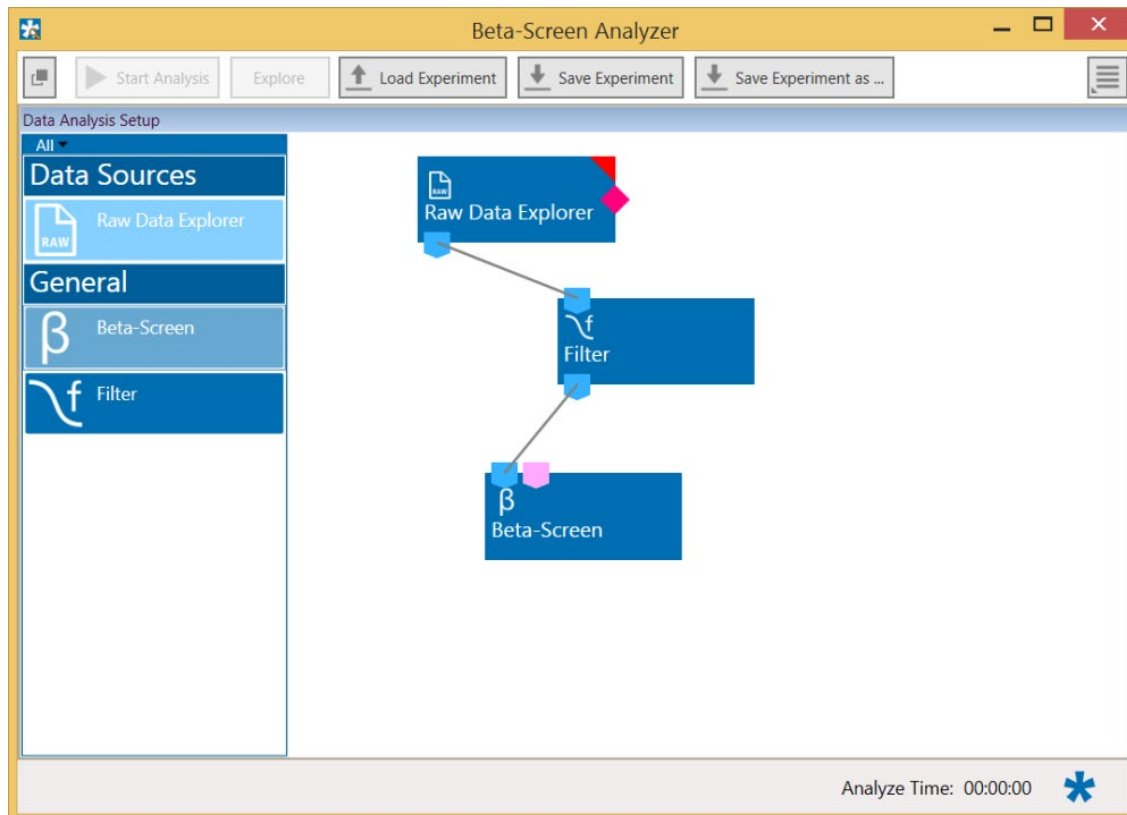 Beta-Screen Analyzer
Start Analysis
Explore
Load Experiment
Save Experiment
Save Experiment as ...
Data Analysis Setup
All
Data Sources
RAW
Raw Data Explorer
General
β
Beta-Screen
f
Filter
RAW
Raw Data Explorer
f
Filter
β
Beta-Screen
Analyze Time: 00:00:00